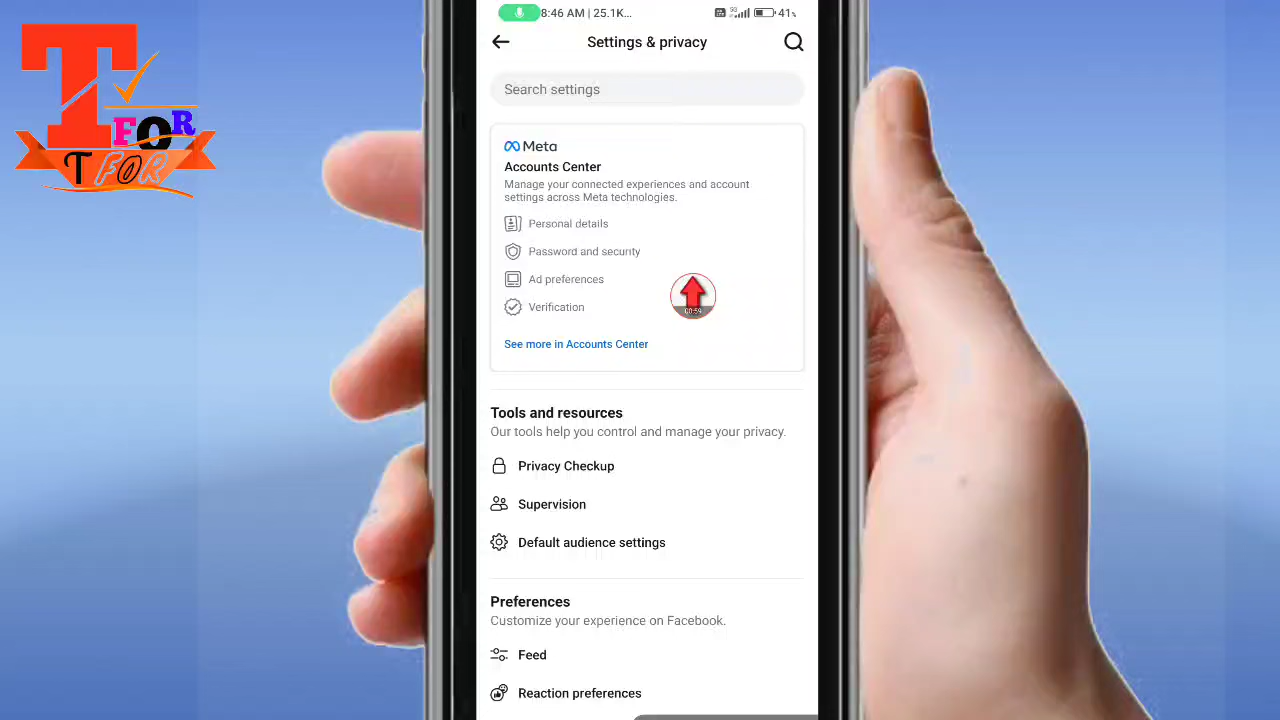 T
FOR
T FOR
8:46 AM | 25.1K...
41%
Settings & privacy
Search settings
Meta
Accounts Center
Manage your connected experiences and account
settings across Meta technologies.
Personal details
Password and security
Ad preferences
Verification
00:59
See more in Accounts Center
Tools and resources
Our tools help you control and manage your privacy.
Privacy Checkup
Supervision
Default audience settings
Preferences
Customize your experience on Facebook.
Feed
Reaction preferences